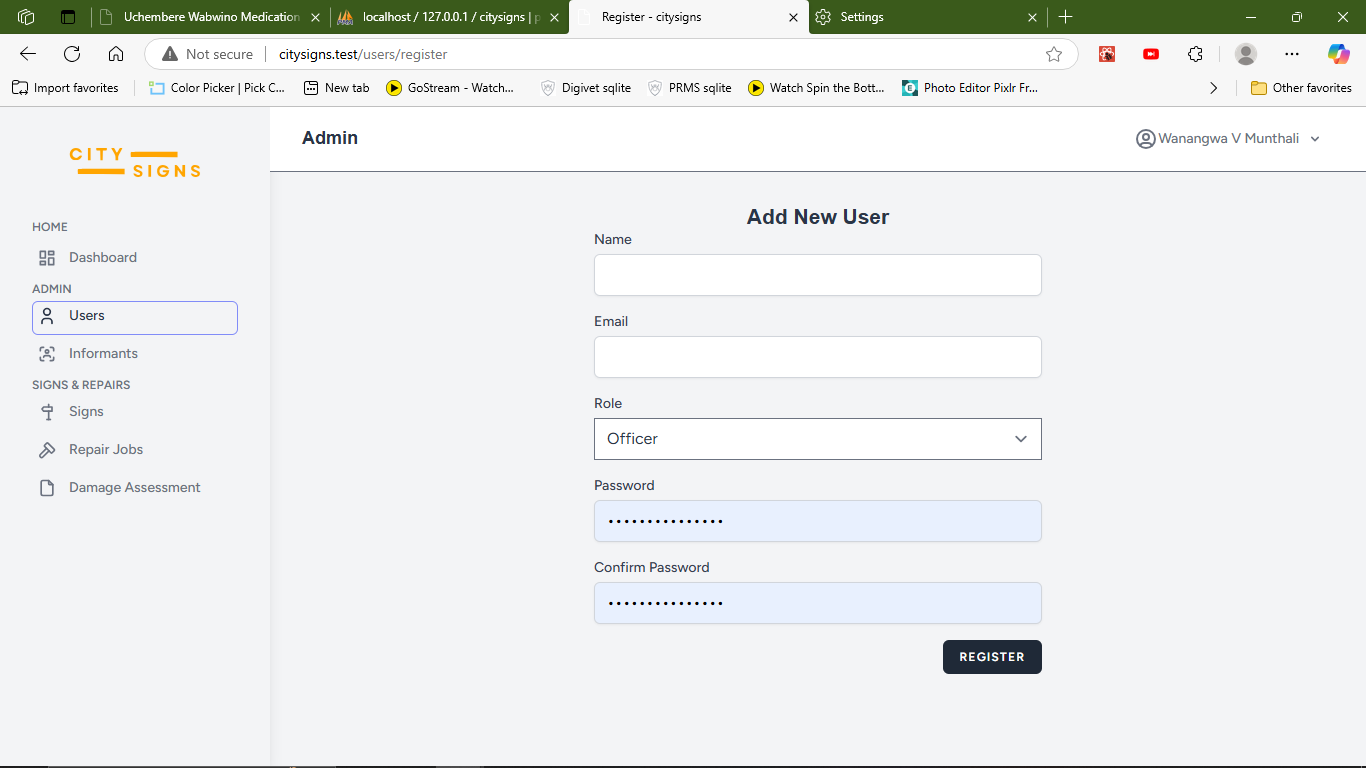 Uchembere Wabwino Medication
localhost / 127.0.0.1 / citysigns | p
Register - citysigns
Settings
Not secure
citysigns.test/users/register
Import favorites
Color Picker | Pick C...
New tab
GoStream - Watch...
Digivet sqlite
PRMS sqlite
Watch Spin the Bott...
Photo Editor Pixlr Fr...
Other favorites
CITY
SIGNS
Admin
Wanangwa V Munthali
HOME
Dashboard
ADMIN
Users
Informants
SIGNS & REPAIRS
Signs
Repair Jobs
Damage Assessment
Add New User
Name
Email
Role
Officer
Password
•••••••••••••••
Confirm Password
•••••••••••••••
REGISTER